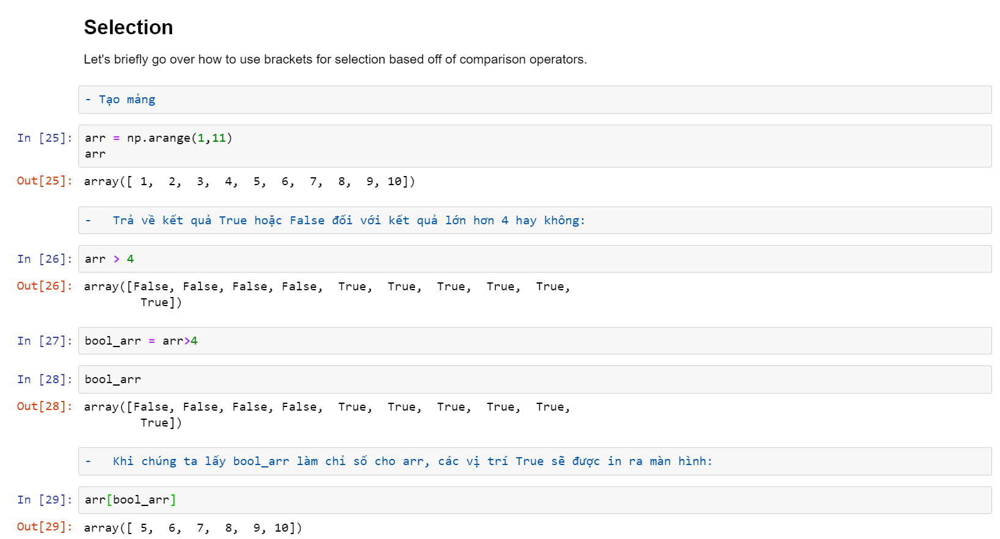 Selection
Let's briefly go over how to use brackets for selection based off of comparison operators.
- Tạo mảng
In [25]: arr = np.arange(1,11)
arr
Out[25]: array([ 1,  2,  3,  4,  5,  6,  7,  8,  9, 10])
-   Trả về kết quả True hoặc False đối với kết quả lớn hơn 4 hay không:
In [26]: arr > 4
Out[26]: array([False, False, False, False,  True,  True,  True,  True,  True,
        True])
In [27]: bool_arr = arr>4
In [28]: bool_arr
Out[28]: array([False, False, False, False,  True,  True,  True,  True,  True,
        True])
-   Khi chúng ta lấy bool_arr làm chỉ số cho arr, các vị trí True sẽ được in ra màn hình:
In [29]: arr[bool_arr]
Out[29]: array([ 5,  6,  7,  8,  9, 10])